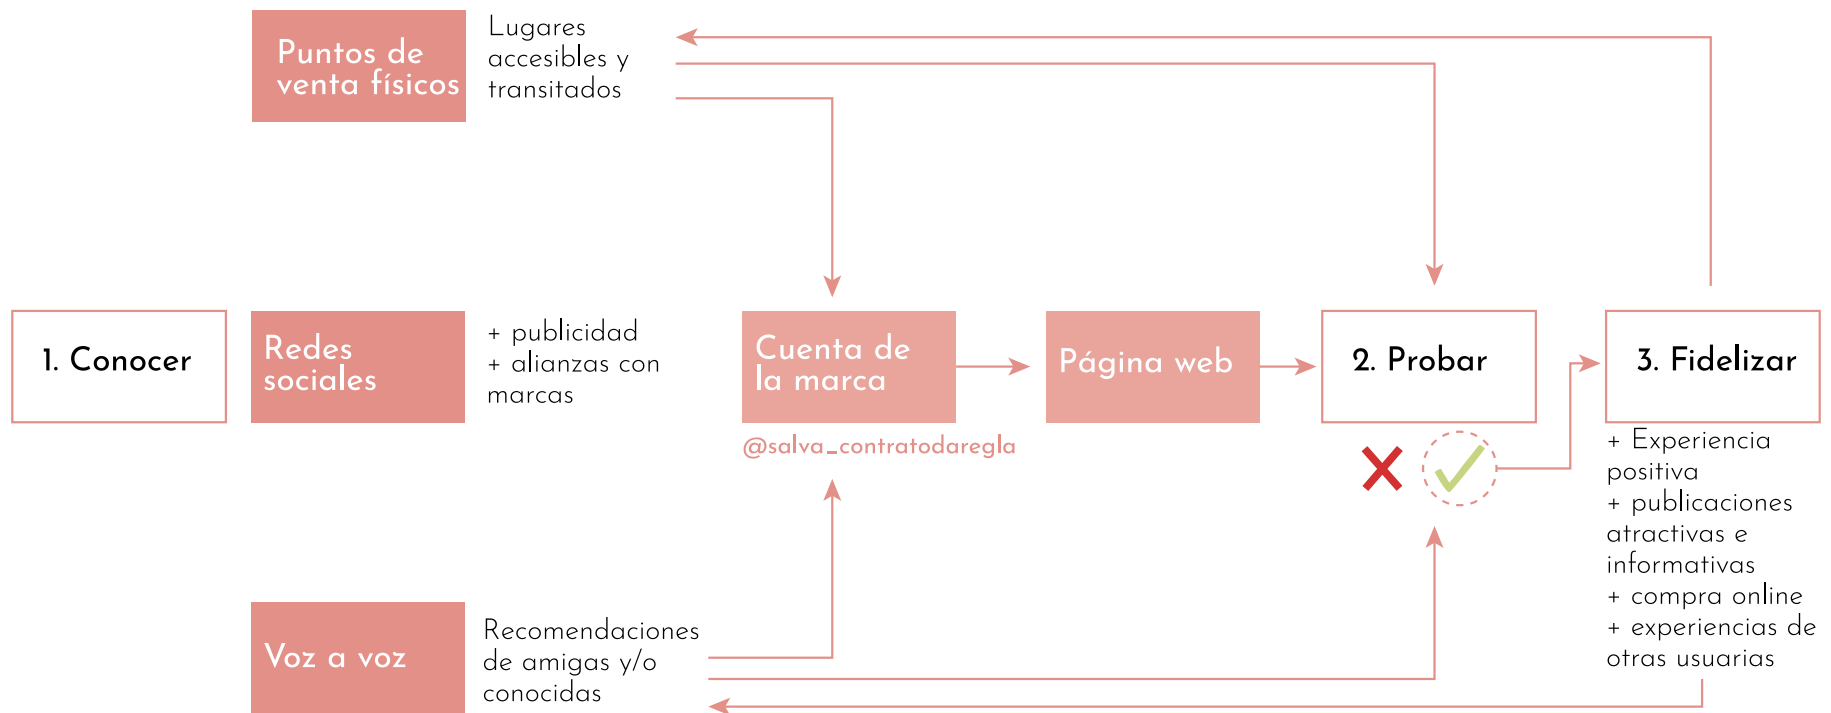 Puntos de
venta físicos
Lugares
accesibles y
transitados
1. Conocer
Redes
sociales
+ publicidad
+ alianzas con
marcas
Cuenta de
la marca
@salva_contratodaregla
Página web
2. Probar
3. Fidelizar
+ Experiencia
positiva
+ publicaciones
atractivas e
informativas
+ compra online
+ experiencias de
otras usuarias
Voz a voz
Recomendaciones
de amigas y/o
conocidas